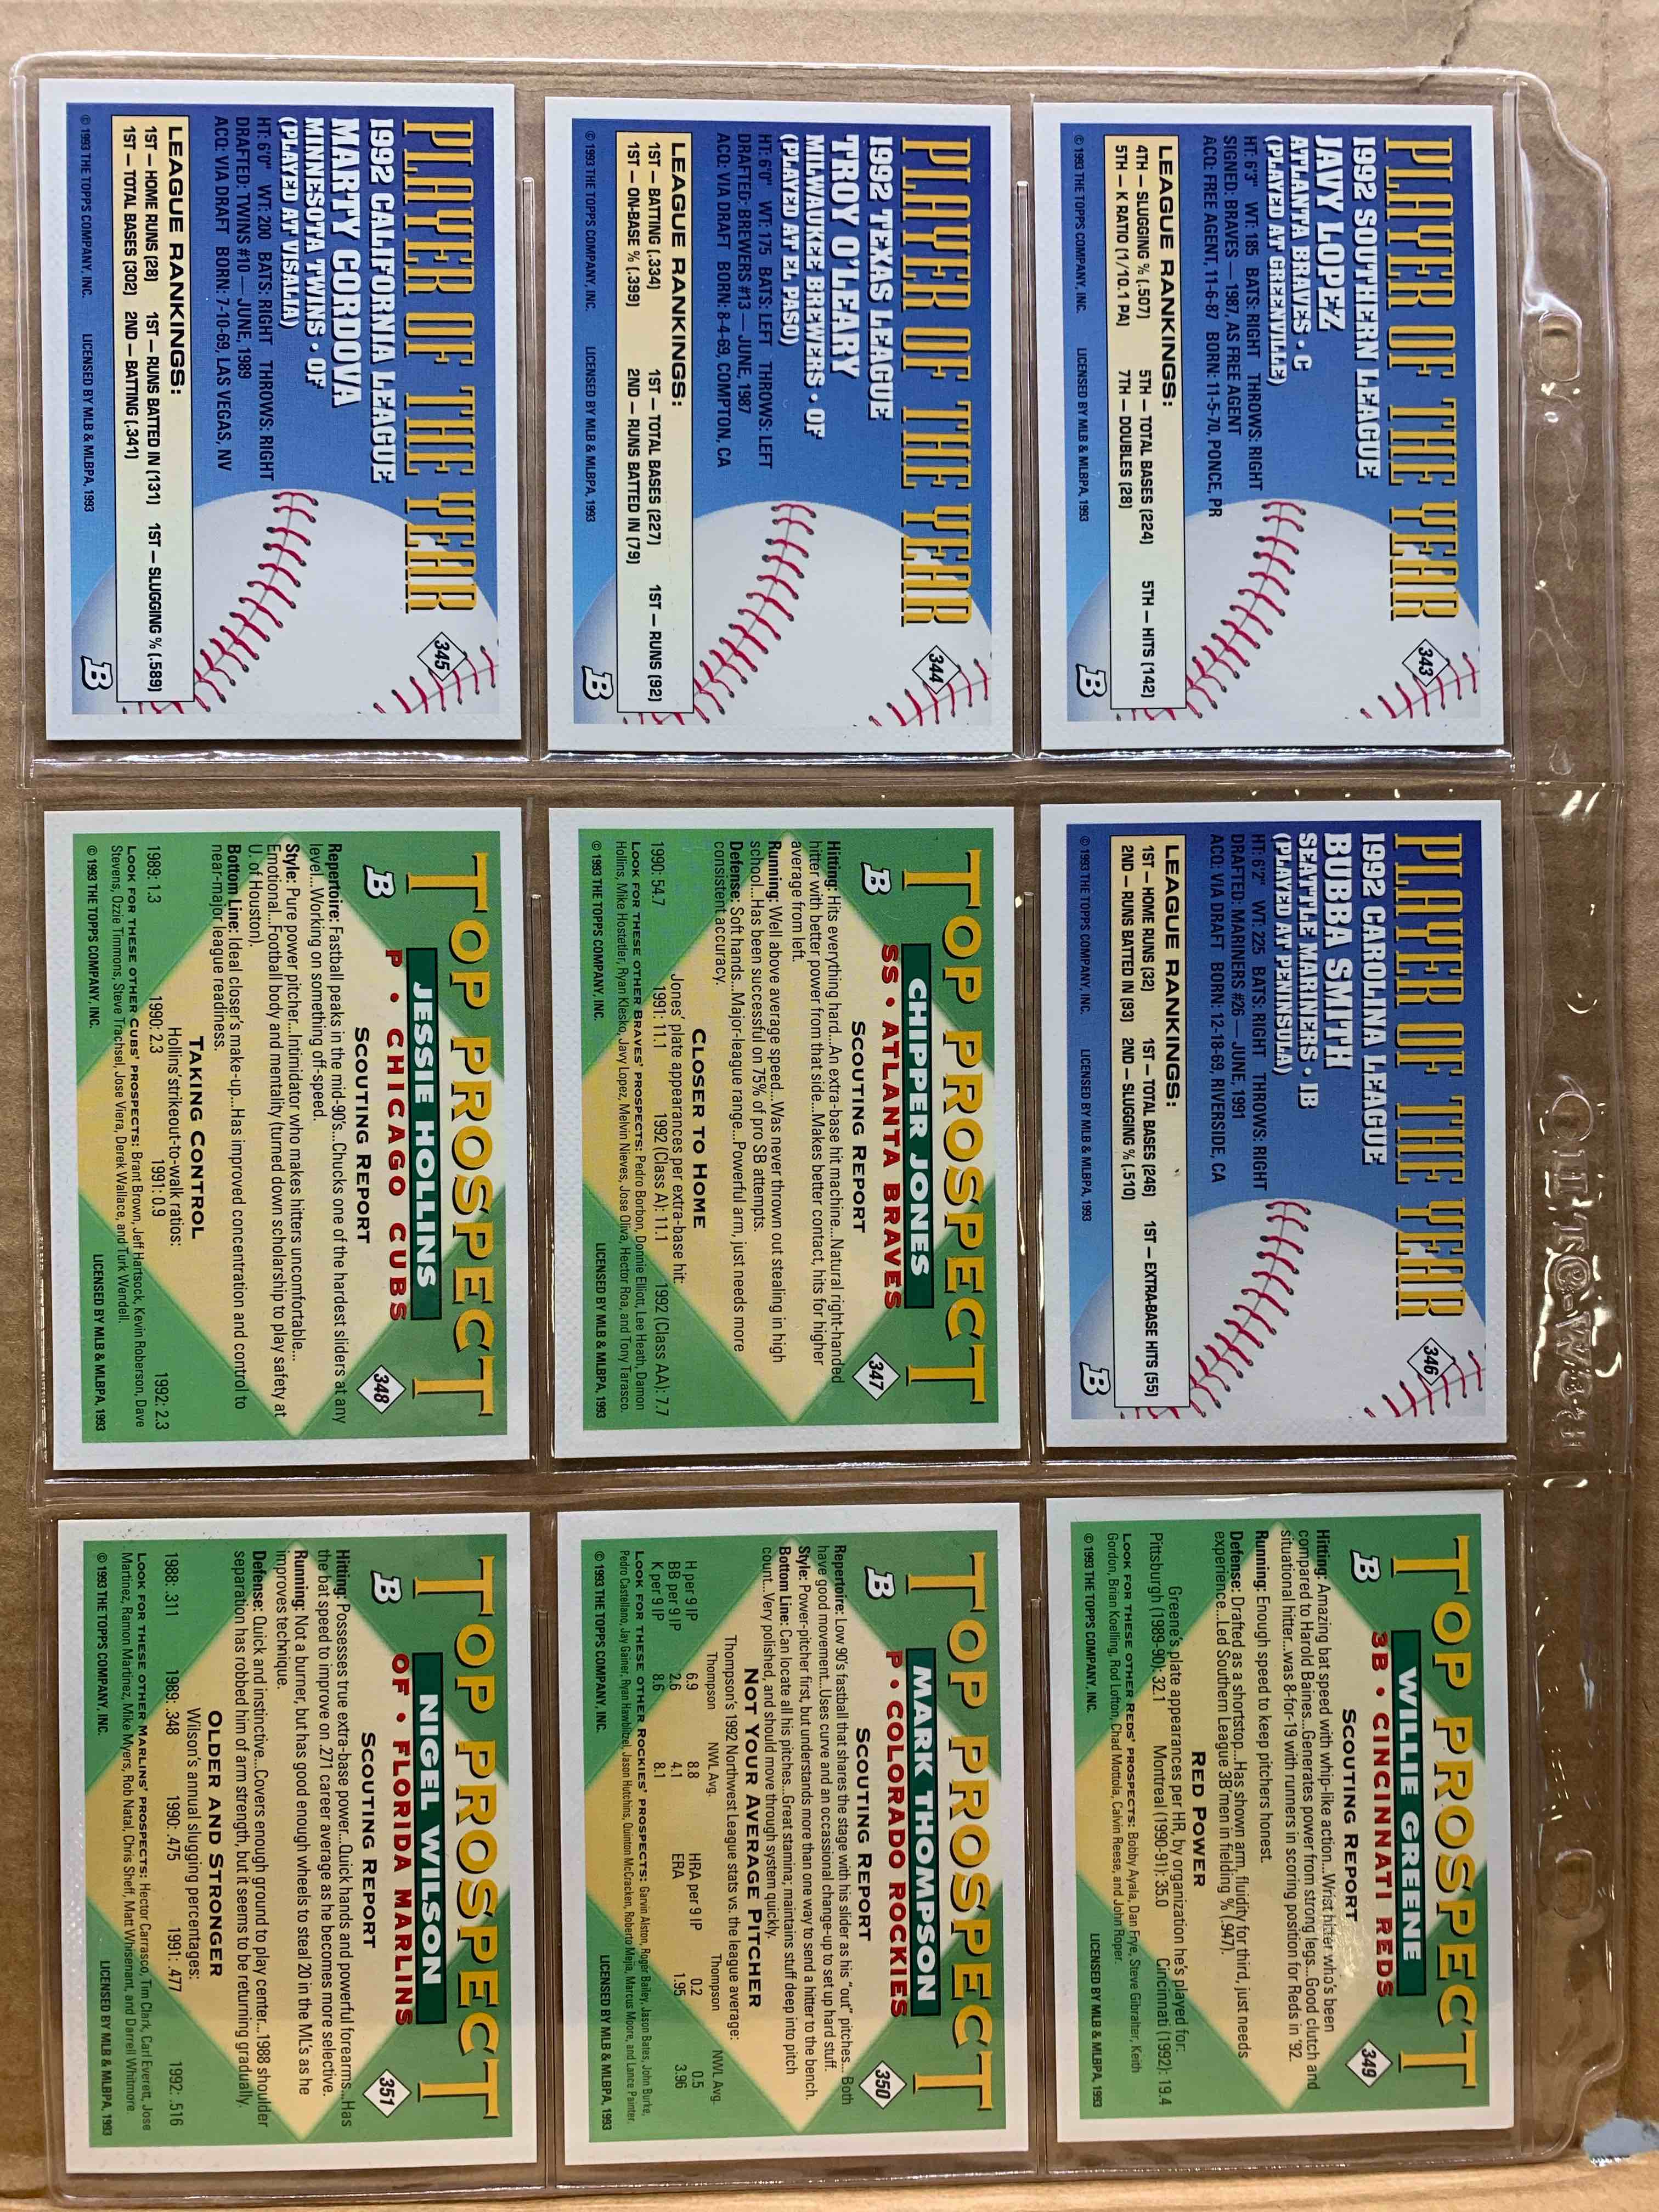 PLAYER OF THE YEAR
343
1992 SOUTHERN LEAGUE
JAVY LOPEZ
ATLANTA BRAVES • C
(PLAYED AT GREENVILLE)
HT: 6'3" WT: 185 BATS: RIGHT THROWS: RIGHT
SIGNED: BRAVES — 1987, AS FREE AGENT
ACQ: FREE AGENT, 11-6-87 BORN: 11-5-70, PONCE, PR
LEAGUE RANKINGS:
4TH — SLUGGING % (.507) 5TH — TOTAL BASES (224) 5TH — HITS (142)
5TH — K RATIO (1/10.1 PA) 7TH — DOUBLES (28)
© 1993 THE TOPPS COMPANY, INC. LICENSED BY MLB & MLBPA, 1993
B
PLAYER OF THE YEAR
344
1992 TEXAS LEAGUE
TROY O'LEARY
MILWAUKEE BREWERS • OF
(PLAYED AT EL PASO)
HT: 6'0" WT: 175 BATS: LEFT THROWS: LEFT
DRAFTED: BREWERS #13 — JUNE, 1987
ACQ: VIA DRAFT BORN: 8-4-69, COMPTON, CA
LEAGUE RANKINGS:
1ST — BATTING (.334) 1ST — TOTAL BASES (227) 1ST — RUNS (92)
1ST — ON-BASE % (.399) 2ND — RUNS BATTED IN (79)
© 1993 THE TOPPS COMPANY, INC. LICENSED BY MLB & MLBPA, 1993
B
PLAYER OF THE YEAR
345
1992 CALIFORNIA LEAGUE
MARTY CORDOVA
MINNESOTA TWINS • OF
(PLAYED AT VISALIA)
HT: 6'0" WT: 200 BATS: RIGHT THROWS: RIGHT
DRAFTED: TWINS #10 — JUNE, 1989
ACQ: VIA DRAFT BORN: 7-10-69, LAS VEGAS, NV
LEAGUE RANKINGS:
1ST — HOME RUNS (28) 1ST — RUNS BATTED IN (131) 1ST — SLUGGING % (.589)
1ST — TOTAL BASES (302) 2ND — BATTING (.341)
© 1993 THE TOPPS COMPANY, INC. LICENSED BY MLB & MLBPA, 1993
B
PLAYER OF THE YEAR
346
1992 CAROLINA LEAGUE
BUBBA SMITH
SEATTLE MARINERS • 1B
(PLAYED AT PENINSULA)
HT: 6'2" WT: 225 BATS: RIGHT THROWS: RIGHT
DRAFTED: MARINERS #26 — JUNE, 1991
ACQ: VIA DRAFT BORN: 12-18-69, RIVERSIDE, CA
LEAGUE RANKINGS:
1ST — HOME RUNS (32) 1ST — TOTAL BASES (246) 1ST — EXTRA-BASE HITS (55)
2ND — RUNS BATTED IN (93) 2ND — SLUGGING % (.510)
© 1993 THE TOPPS COMPANY, INC. LICENSED BY MLB & MLBPA, 1993
B
TOP PROSPECT
CHIPPER JONES
B SS • ATLANTA BRAVES 347
SCOUTING REPORT
Hitting: Hits everything hard...An extra-base hit machine...Natural right-handed
hitter with better power from that side...Makes better contact, hits for higher
average from left.
Running: Well above average speed...Was never thrown out stealing in high
school...Has been successful on 75% of pro SB attempts.
Defense: Soft hands...Major-league range...Powerful arm, just needs more
consistent accuracy.
CLOSER TO HOME
Jones' plate appearances per extra-base hit:
1990: 54.7 1991: 11.1 1992 (Class A): 11.1 1992 (Class AA): 7.7
LOOK FOR THESE OTHER BRAVES' PROSPECTS: Pedro Borbon, Donnie Elliott, Lee Heath, Damon
Hollins, Mike Hostetler, Ryan Klesko, Javy Lopez, Melvin Nieves, Jose Oliva, Hector Roa, and Tony Tarasco.
© 1993 THE TOPPS COMPANY, INC. LICENSED BY MLB & MLBPA, 1993
TOP PROSPECT
JESSIE HOLLINS
B P • CHICAGO CUBS 348
SCOUTING REPORT
Repertoire: Fastball peaks in the mid-90's...Chucks one of the hardest sliders at any
level...Working on something off-speed.
Style: Pure power pitcher...Intimidator who makes hitters uncomfortable...
Emotional...Football body and mentality (turned down scholarship to play safety at
U. of Houston).
Bottom Line: Ideal closer's make-up...Has improved concentration and control to
near-major league readiness.
TAKING CONTROL
Hollins' strikeout-to-walk ratios:
1989: 1.3 1990: 2.3 1991: 0.9 1992: 2.3
LOOK FOR THESE OTHER CUBS' PROSPECTS: Brant Brown, Jeff Hartsock, Kevin Roberson, Dave
Stevens, Ozzie Timmons, Steve Trachsel, Jose Viera, Derek Wallace, and Turk Wendell.
© 1993 THE TOPPS COMPANY, INC. LICENSED BY MLB & MLBPA, 1993
TOP PROSPECT
WILLIE GREENE
B 3B • CINCINNATI REDS 349
SCOUTING REPORT
Hitting: Amazing bat speed with whip-like action...Wrist hitter who's been
compared to Harold Baines...Generates power from strong legs...Good clutch and
situational hitter...was 8-for-19 with runners in scoring position for Reds in '92.
Running: Enough speed to keep pitchers honest.
Defense: Drafted as a shortstop...Has shown arm, fluidity for third, just needs
experience...Led Southern League 3B'men in fielding % (.947).
RED POWER
Greene's plate appearances per HR, by organization he's played for:
Pittsburgh (1989-90): 32.1 Montreal (1990-91): 35.0 Cincinnati (1992): 19.4
LOOK FOR THESE OTHER REDS' PROSPECTS: Bobby Ayala, Dan Frye, Steve Gibralter, Keith
Gordon, Brian Koelling, Rod Lofton, Chad Mottola, Calvin Reese, and John Roper.
© 1993 THE TOPPS COMPANY, INC. LICENSED BY MLB & MLBPA, 1993
TOP PROSPECT
MARK THOMPSON
B P • COLORADO ROCKIES 350
SCOUTING REPORT
Repertoire: Low 90's fastball that shares the stage with his slider as his "out" pitches... Both
have good movement...Uses curve and an occassional change-up to set up hard stuff.
Style: Power-pitcher first, but understands more than one way to send a hitter to the bench.
Bottom Line: Can locate all his pitches...Great stamina; maintains stuff deep into pitch
count...Very polished, and should move through system quickly.
NOT YOUR AVERAGE PITCHER
Thompson's 1992 Northwest League stats vs. the league average:
Thompson NWL Avg. Thompson NWL Avg.
H per 9 IP 6.9 8.8 HRA per 9 IP 0.2 0.5
BB per 9 IP 2.6 4.1 ERA 1.95 3.96
K per 9 IP 8.6 8.1
LOOK FOR THESE OTHER ROCKIES' PROSPECTS: Garvin Alston, Roger Bailey, Jason Bates, John Burke,
Pedro Castellano, Jay Gainer, Ryan Hawblitzel, Jason Hutchins, Quinton McCracken, Roberto Mejia, Marcus Moore, and Lance Painter.
© 1993 THE TOPPS COMPANY, INC. LICENSED BY MLB & MLBPA, 1993
TOP PROSPECT
NIGEL WILSON
B OF • FLORIDA MARLINS 351
SCOUTING REPORT
Hitting: Possesses true extra-base power...Quick hands and powerful forearms...Has
the bat speed to improve on .271 career average as he becomes more selective.
Running: Not a burner, but has good enough wheels to steal 20 in the ML's as he
improves technique.
Defense: Quick and instinctive...Covers enough ground to play center...1988 shoulder
separation has robbed him of arm strength, but it seems to be returning gradually.
OLDER AND STRONGER
Wilson's annual slugging percentages:
1988: .311 1989: .348 1990: .475 1991: .477 1992: .516
LOOK FOR THESE OTHER MARLINS' PROSPECTS: Hector Carrasco, Tim Clark, Carl Everett, Jose
Martinez, Ramon Martinez, Mike Myers, Rob Natal, Chris Sheff, Matt Whisenant, and Darrell Whitmore.
© 1993 THE TOPPS COMPANY, INC. LICENSED BY MLB & MLBPA, 1993